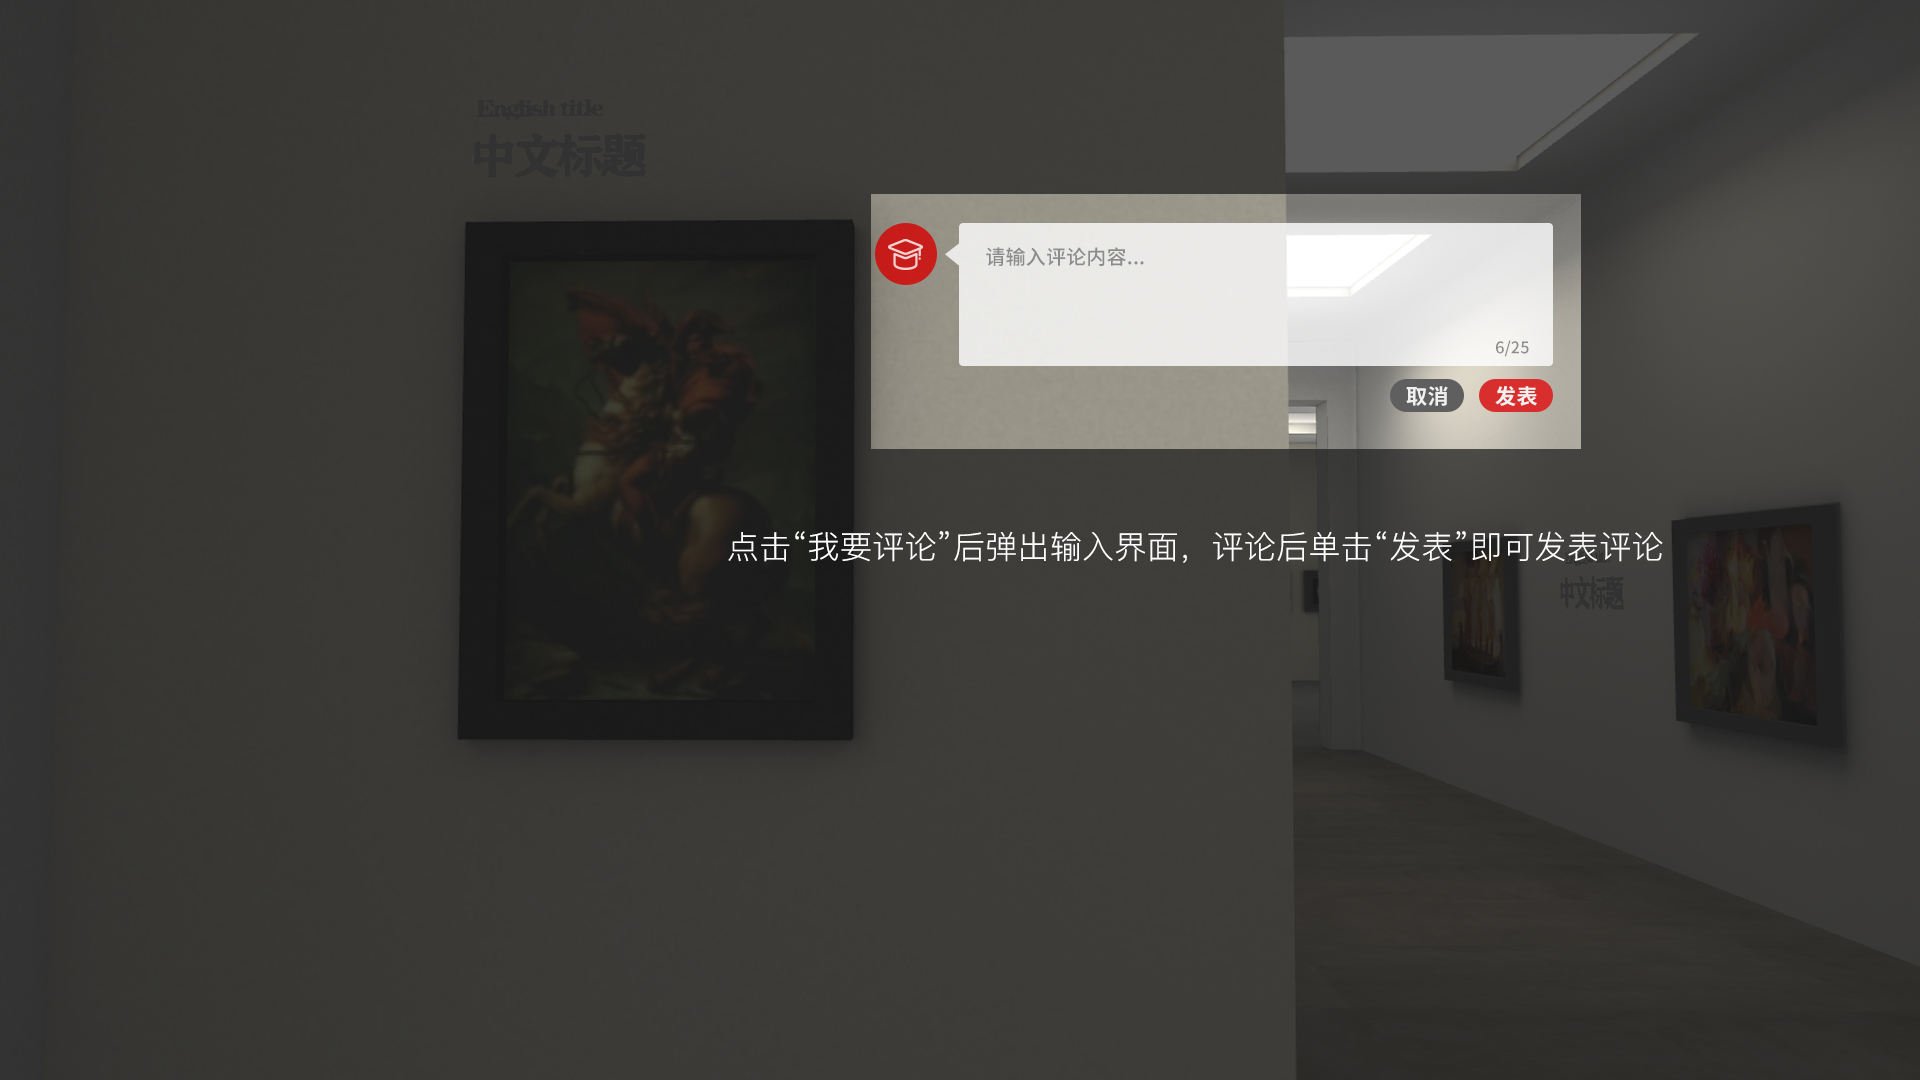 English title
中文标题
请输入评论内容...
6/25
取消
发表
点击“我要评论”后弹出输入界面，评论后单击“发表”即可发表评论
中文标题